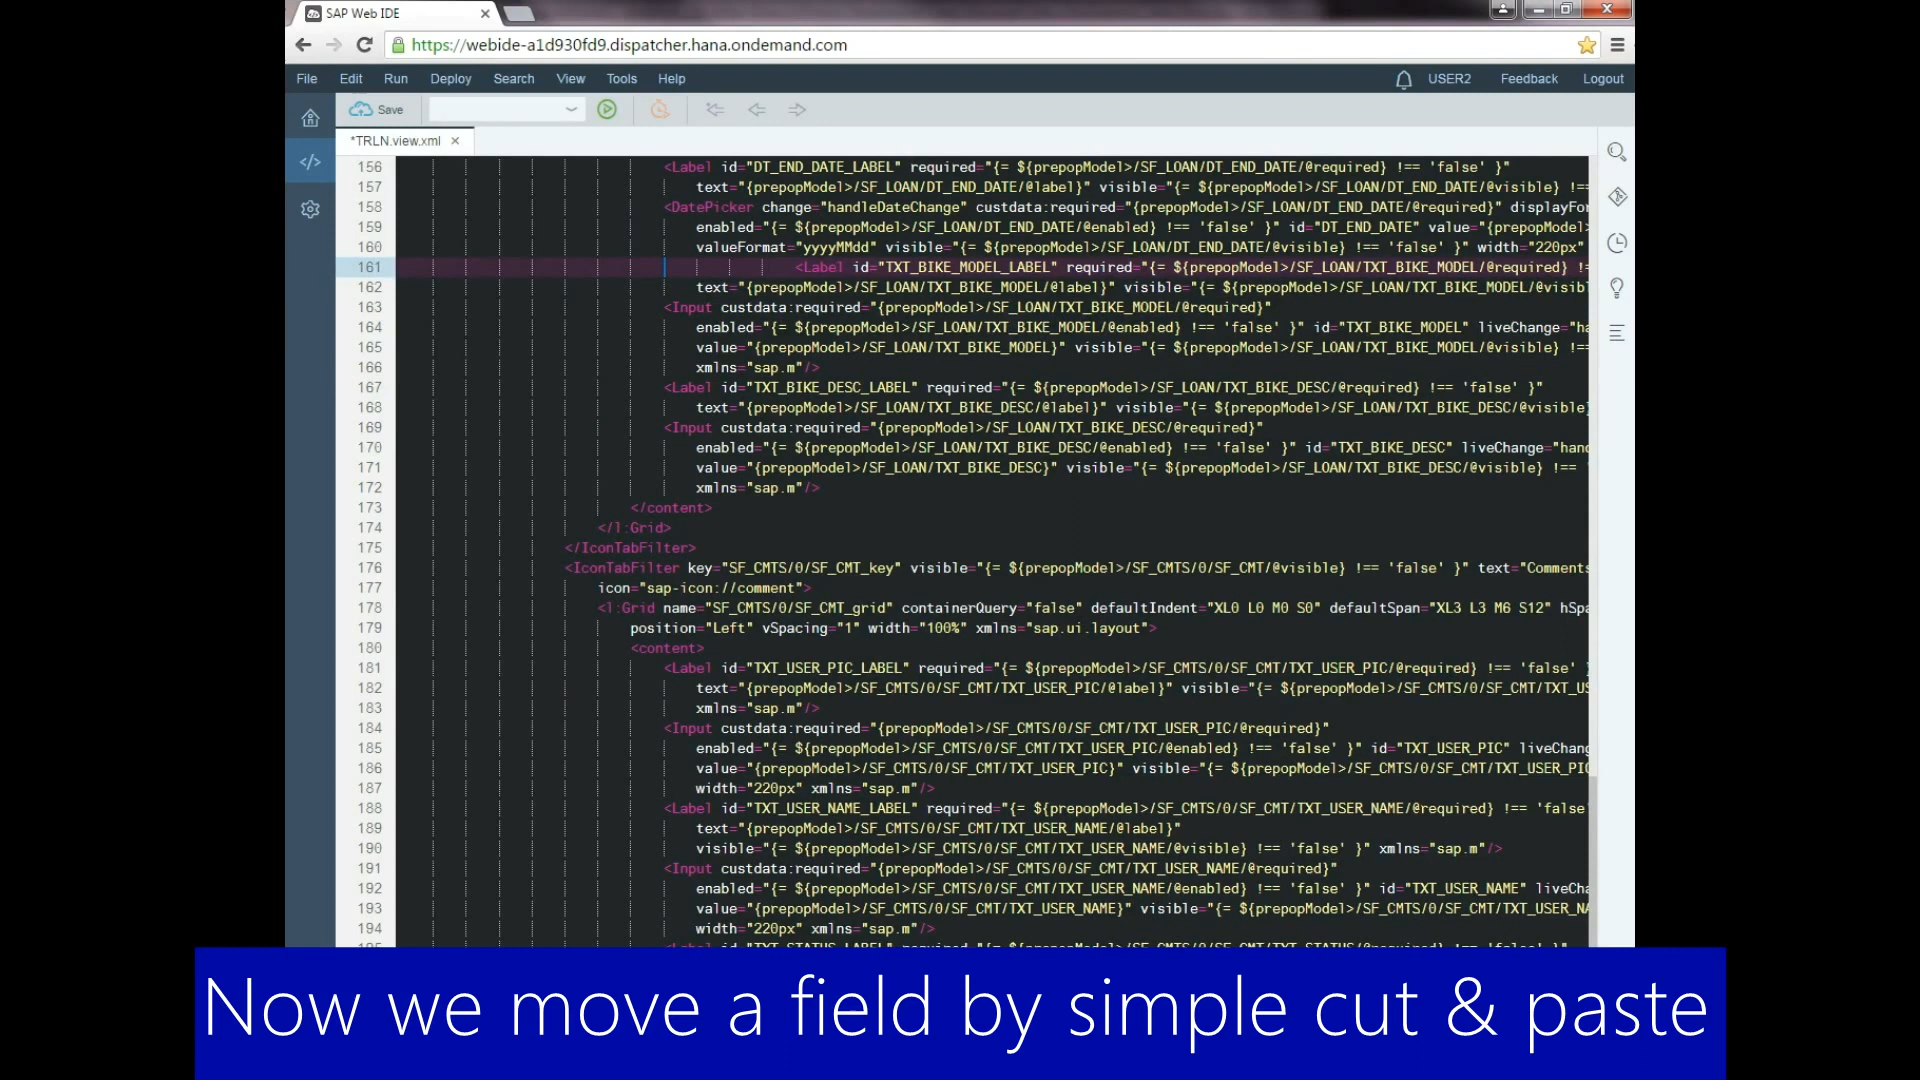 SAP Web IDE
https://webide-a1d930fd9.dispatcher.hana.ondemand.com
File Edit Run Deploy Search View Tools Help USER2 Feedback Logout
Save
*TRLN.view.xml
156 <Label id="DT_END_DATE_LABEL" required="{= ${prepopModel>/SF_LOAN/DT_END_DATE/@required} !== 'false' }"
157 text="{prepopModel>/SF_LOAN/DT_END_DATE/@label}" visible="{= ${prepopModel>/SF_LOAN/DT_END_DATE/@visible} !==
158 <DatePicker change="handleDateChange" custdata:required="{prepopModel>/SF_LOAN/DT_END_DATE/@required}" displayFor
159 enabled="{= ${prepopModel>/SF_LOAN/DT_END_DATE/@enabled} !== 'false' }" id="DT_END_DATE" value="{prepopModel>
160 valueFormat="yyyyMMdd" visible="{= ${prepopModel>/SF_LOAN/DT_END_DATE/@visible} !== 'false' }" width="220px"
161 <Label id="TXT_BIKE_MODEL_LABEL" required="{= ${prepopModel>/SF_LOAN/TXT_BIKE_MODEL/@required} !=
162 text="{prepopModel>/SF_LOAN/TXT_BIKE_MODEL/@label}" visible="{= ${prepopModel>/SF_LOAN/TXT_BIKE_MODEL/@visibl
163 <Input custdata:required="{prepopModel>/SF_LOAN/TXT_BIKE_MODEL/@required}"
164 enabled="{= ${prepopModel>/SF_LOAN/TXT_BIKE_MODEL/@enabled} !== 'false' }" id="TXT_BIKE_MODEL" liveChange="ha
165 value="{prepopModel>/SF_LOAN/TXT_BIKE_MODEL}" visible="{= ${prepopModel>/SF_LOAN/TXT_BIKE_MODEL/@visible} !==
166 xmlns="sap.m"/>
167 <Label id="TXT_BIKE_DESC_LABEL" required="{= ${prepopModel>/SF_LOAN/TXT_BIKE_DESC/@required} !== 'false' }"
168 text="{prepopModel>/SF_LOAN/TXT_BIKE_DESC/@label}" visible="{= ${prepopModel>/SF_LOAN/TXT_BIKE_DESC/@visible}
169 <Input custdata:required="{prepopModel>/SF_LOAN/TXT_BIKE_DESC/@required}"
170 enabled="{= ${prepopModel>/SF_LOAN/TXT_BIKE_DESC/@enabled} !== 'false' }" id="TXT_BIKE_DESC" liveChange="hand
171 value="{prepopModel>/SF_LOAN/TXT_BIKE_DESC}" visible="{= ${prepopModel>/SF_LOAN/TXT_BIKE_DESC/@visible} !== '
172 xmlns="sap.m"/>
173 </content>
174 </l:Grid>
175 </IconTabFilter>
176 <IconTabFilter key="SF_CMTS/0/SF_CMT_key" visible="{= ${prepopModel>/SF_CMTS/0/SF_CMT/@visible} !== 'false' }" text="Comments
177 icon="sap-icon://comment">
178 <l:Grid name="SF_CMTS/0/SF_CMT_grid" containerQuery="false" defaultIndent="XL0 L0 M0 S0" defaultSpan="XL3 L3 M6 S12" hSpa
179 position="Left" vSpacing="1" width="100%" xmlns="sap.ui.layout">
180 <content>
181 <Label id="TXT_USER_PIC_LABEL" required="{= ${prepopModel>/SF_CMTS/0/SF_CMT/TXT_USER_PIC/@required} !== 'false' }
182 text="{prepopModel>/SF_CMTS/0/SF_CMT/TXT_USER_PIC/@label}" visible="{= ${prepopModel>/SF_CMTS/0/SF_CMT/TXT_US
183 xmlns="sap.m"/>
184 <Input custdata:required="{prepopModel>/SF_CMTS/0/SF_CMT/TXT_USER_PIC/@required}"
185 enabled="{= ${prepopModel>/SF_CMTS/0/SF_CMT/TXT_USER_PIC/@enabled} !== 'false' }" id="TXT_USER_PIC" liveChang
186 value="{prepopModel>/SF_CMTS/0/SF_CMT/TXT_USER_PIC}" visible="{= ${prepopModel>/SF_CMTS/0/SF_CMT/TXT_USER_PIC
187 width="220px" xmlns="sap.m"/>
188 <Label id="TXT_USER_NAME_LABEL" required="{= ${prepopModel>/SF_CMTS/0/SF_CMT/TXT_USER_NAME/@required} !== 'false
189 text="{prepopModel>/SF_CMTS/0/SF_CMT/TXT_USER_NAME/@label}"
190 visible="{= ${prepopModel>/SF_CMTS/0/SF_CMT/TXT_USER_NAME/@visible} !== 'false' }" xmlns="sap.m"/>
191 <Input custdata:required="{prepopModel>/SF_CMTS/0/SF_CMT/TXT_USER_NAME/@required}"
192 enabled="{= ${prepopModel>/SF_CMTS/0/SF_CMT/TXT_USER_NAME/@enabled} !== 'false' }" id="TXT_USER_NAME" liveCha
193 value="{prepopModel>/SF_CMTS/0/SF_CMT/TXT_USER_NAME}" visible="{= ${prepopModel>/SF_CMTS/0/SF_CMT/TXT_USER_NA
194 width="220px" xmlns="sap.m"/>
Now we move a field by simple cut & paste